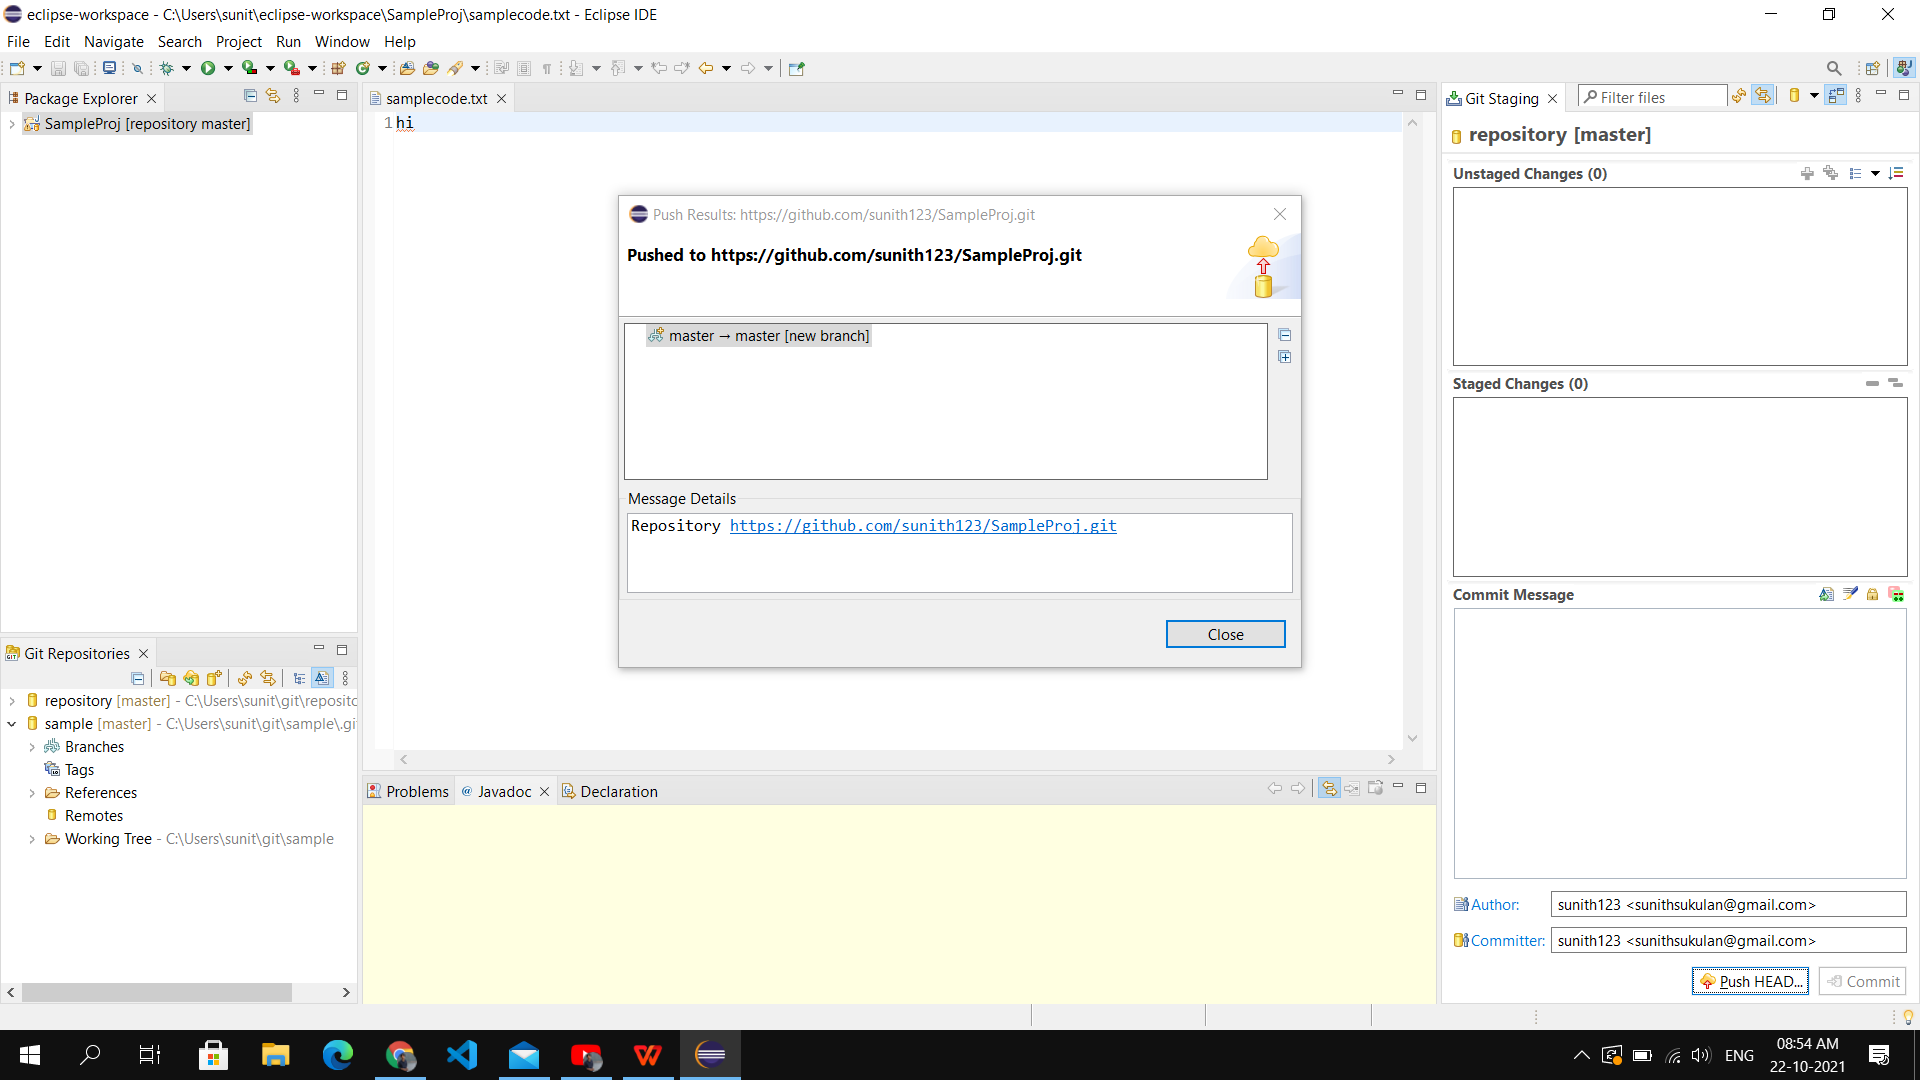 eclipse-workspace - C:\Users\sunit\eclipse-workspace\SampleProj\samplecode.txt - Eclipse IDE
File Edit Navigate Search Project Run Window Help
Package Explorer
SampleProj [repository master]
samplecode.txt
1 hi
Git Staging
Filter files
repository [master]
Unstaged Changes (0)
Staged Changes (0)
Commit Message
Author: sunith123 <sunithsukulan@gmail.com>
Committer: sunith123 <sunithsukulan@gmail.com>
Push HEAD...
Commit
Push Results: https://github.com/sunith123/SampleProj.git
Pushed to https://github.com/sunith123/SampleProj.git
master → master [new branch]
Message Details
Repository https://github.com/sunith123/SampleProj.git
Close
Git Repositories
repository [master] - C:\Users\sunit\git\reposito
sample [master] - C:\Users\sunit\git\sample\.gi
Branches
Tags
References
Remotes
Working Tree - C:\Users\sunit\git\sample
Problems
@ Javadoc
Declaration
ENG
08:54 AM
22-10-2021